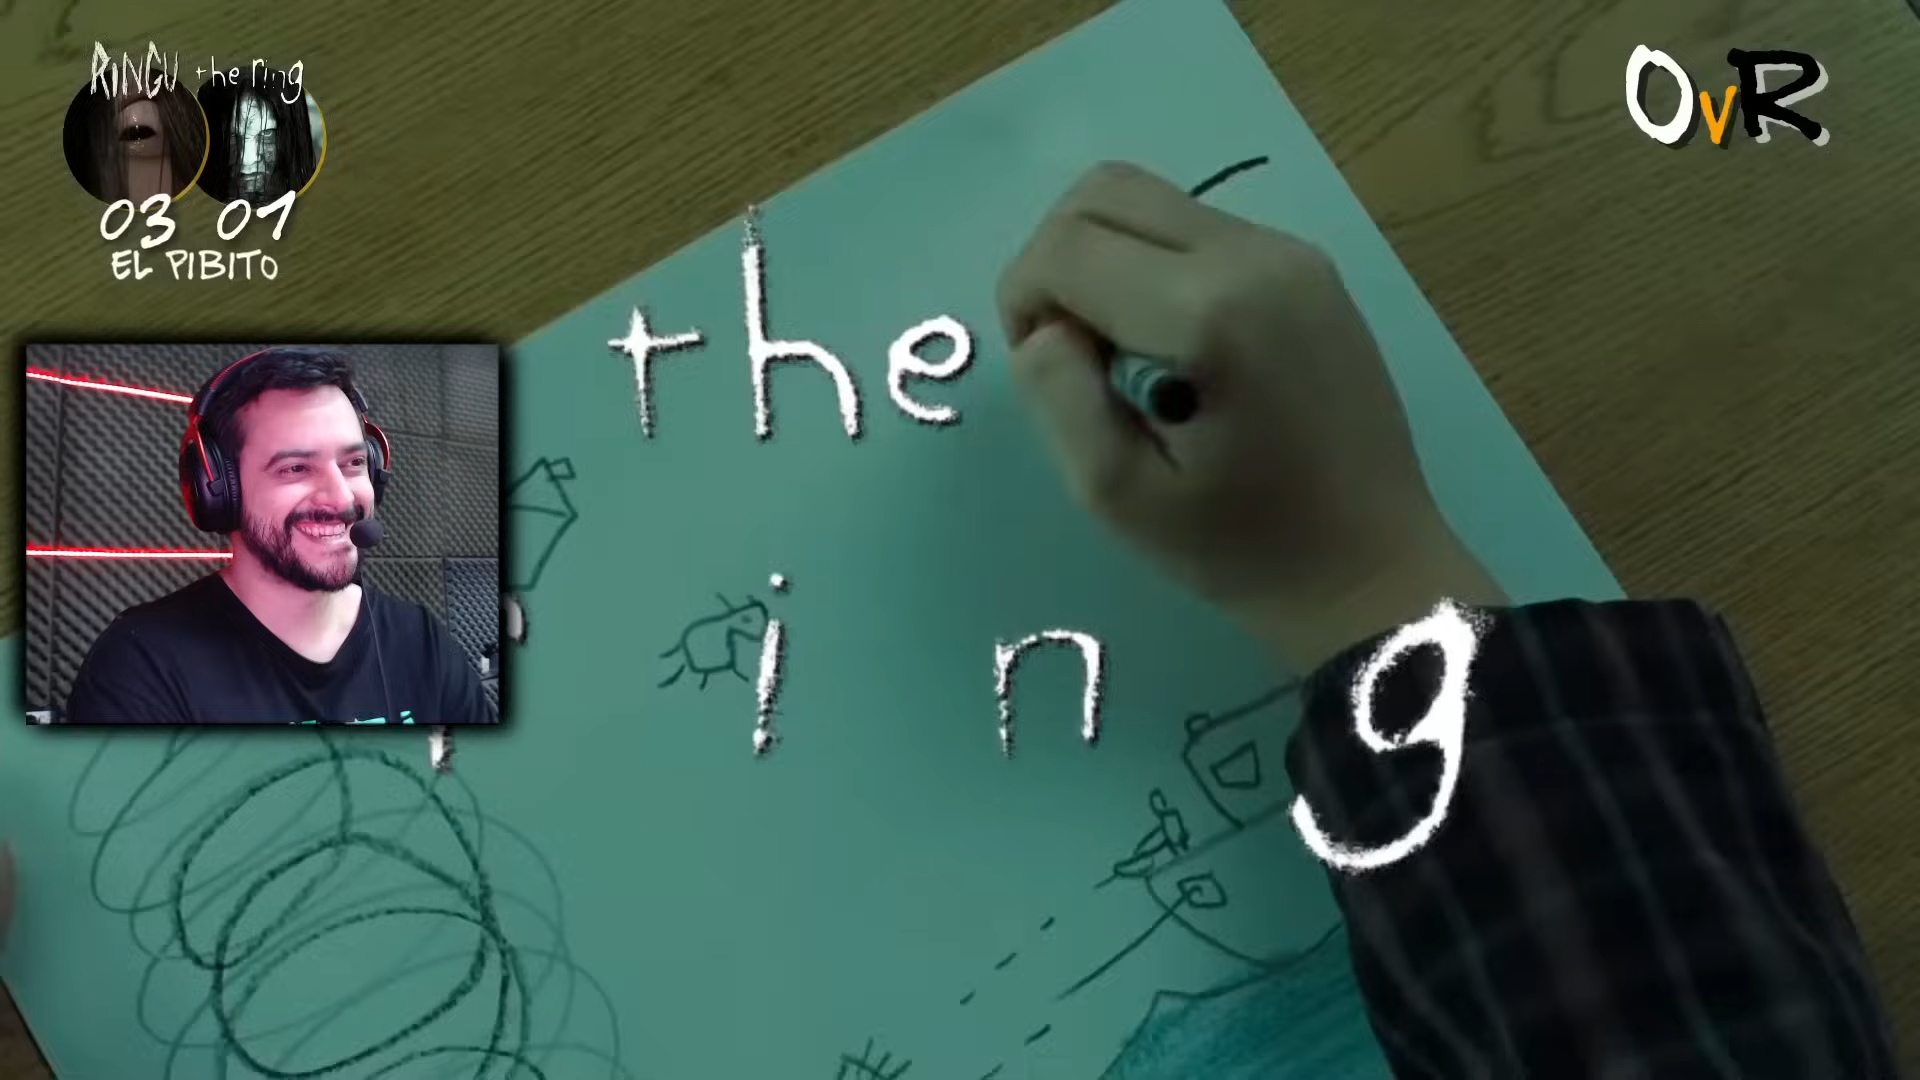 RiNGU the ring
03 01
EL PIBITO
OvR
the
r i n g